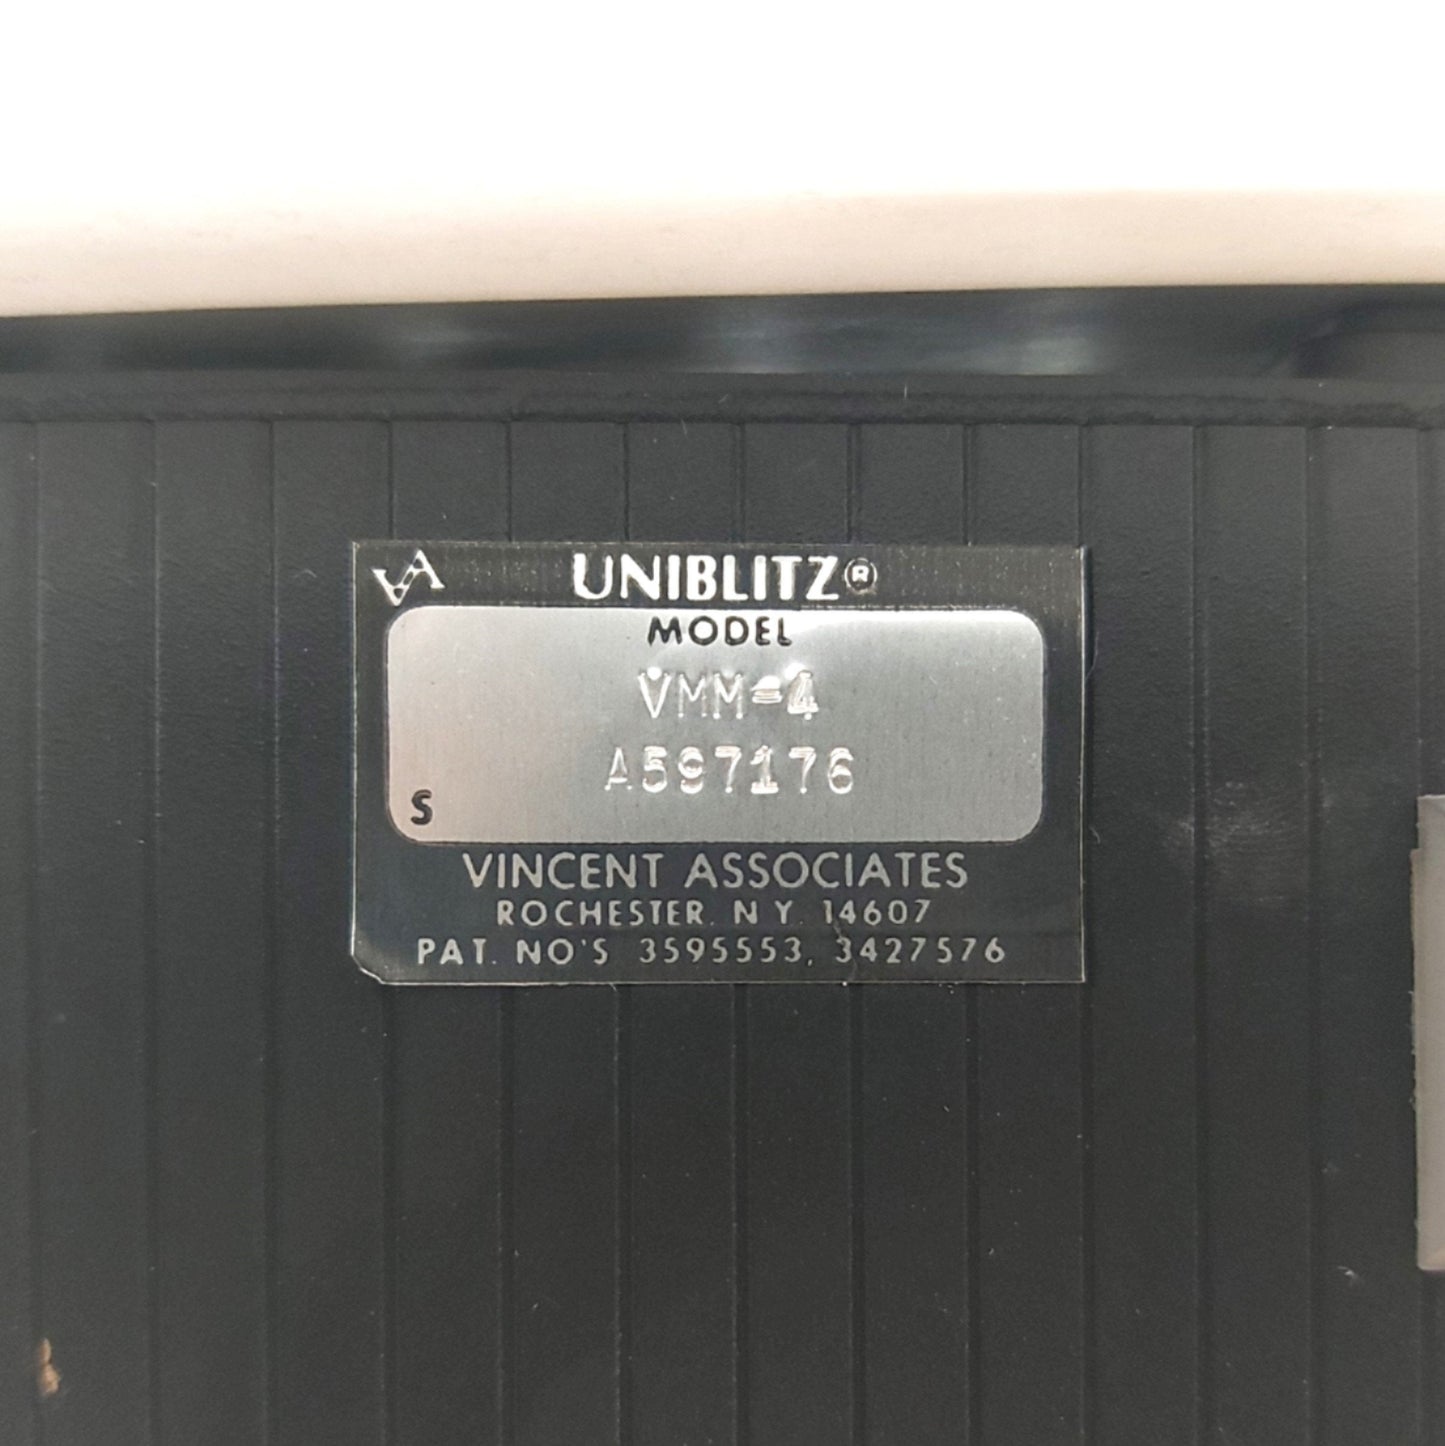 VA UNIBLITZ®
MODEL
VMM-4
A597176
S
VINCENT ASSOCIATES
ROCHESTER. N Y. 14607
PAT. NO'S 3595553, 3427576